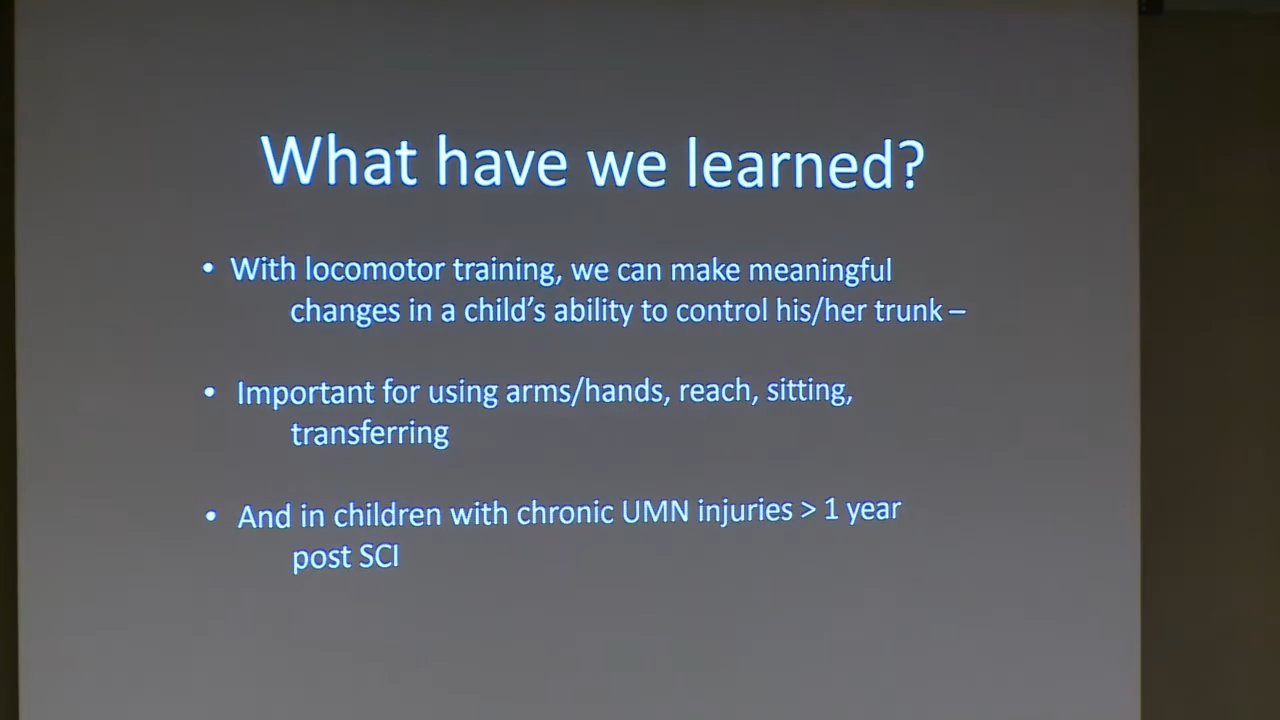 What have we learned?
• With locomotor training, we can make meaningful
changes in a child's ability to control his/her trunk –
• Important for using arms/hands, reach, sitting,
transferring
• And in children with chronic UMN injuries > 1 year
post SCI